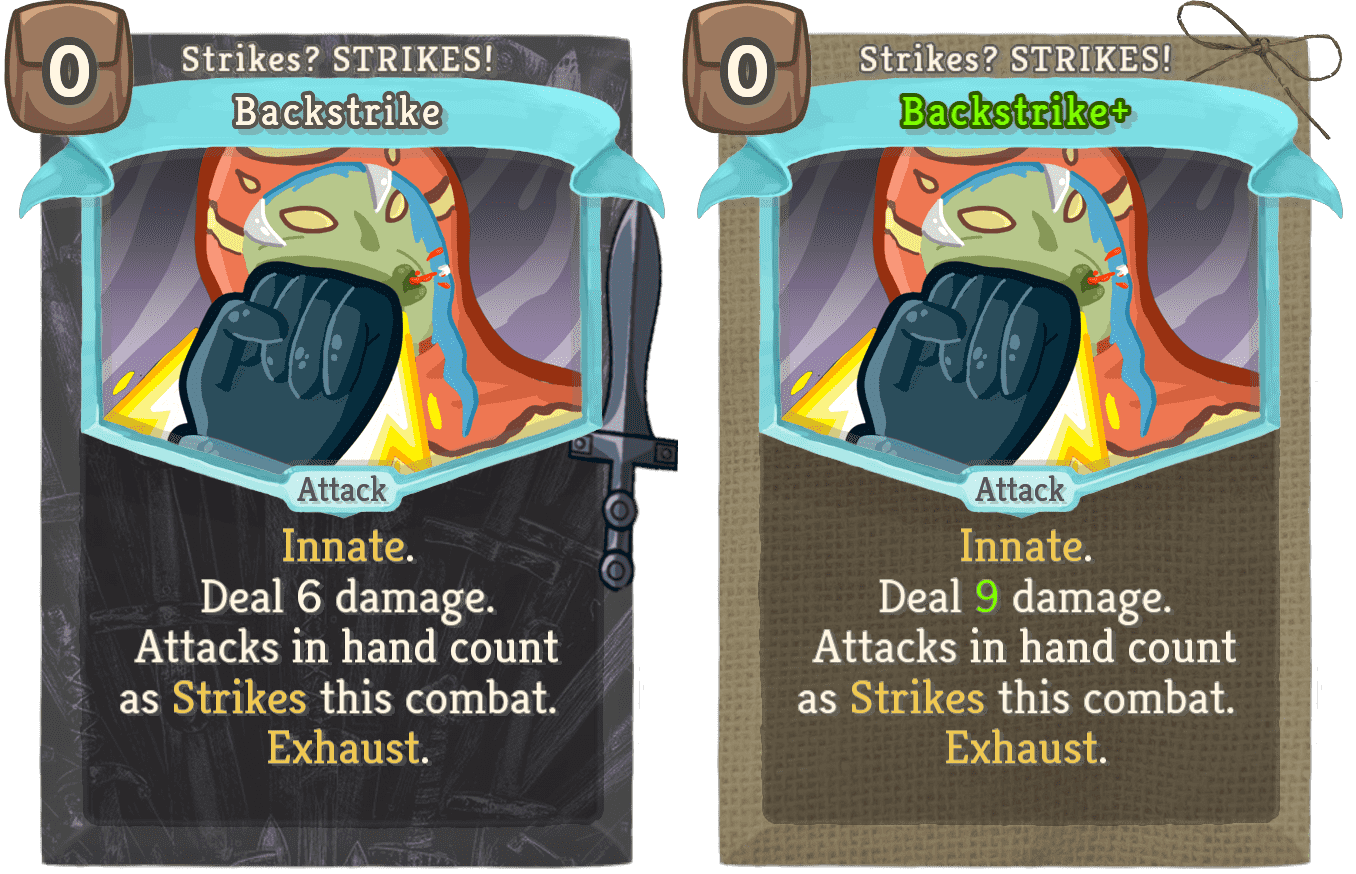 0
Strikes? STRIKES!
Backstrike
Attack
Innate.
Deal 6 damage.
Attacks in hand count
as Strikes this combat.
Exhaust.
0
Strikes? STRIKES!
Backstrike+
Attack
Innate.
Deal 9 damage.
Attacks in hand count
as Strikes this combat.
Exhaust.